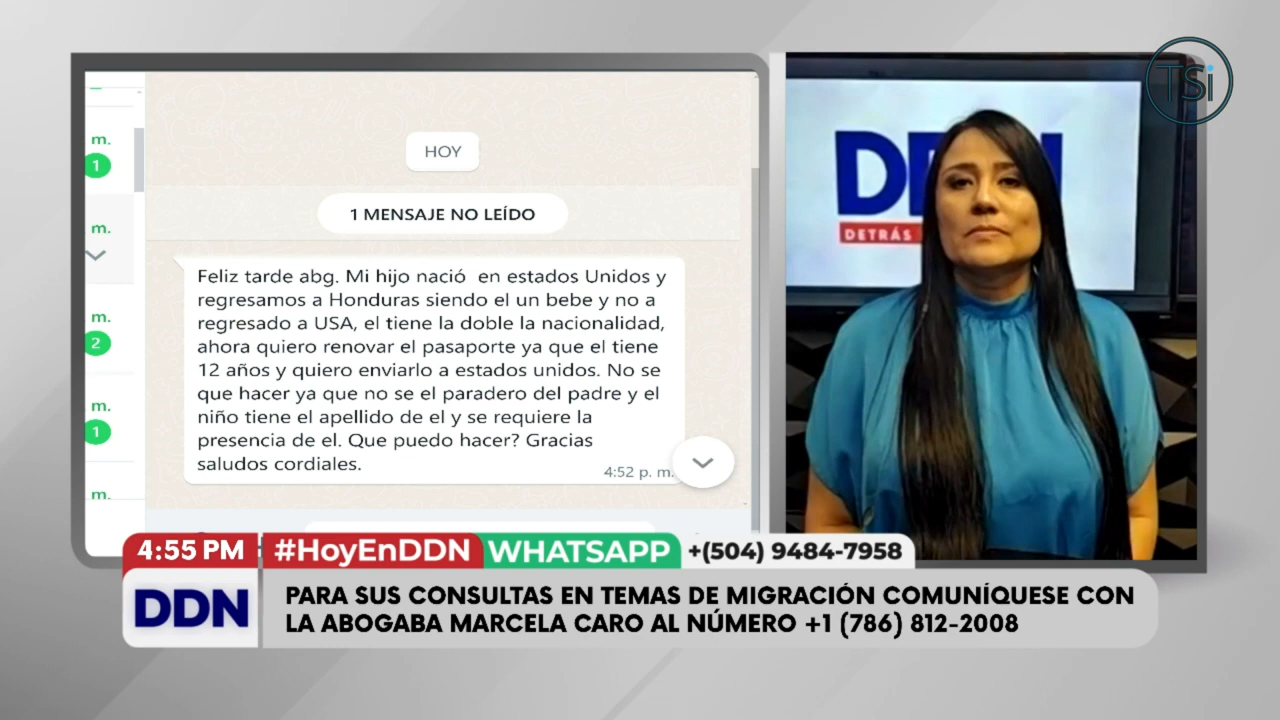 TSi
m.
1
m.
m.
2
m.
1
m.
HOY
1 MENSAJE NO LEÍDO
Feliz tarde abg. Mi hijo nació en estados Unidos y
regresamos a Honduras siendo el un bebe y no a
regresado a USA, el tiene la doble la nacionalidad,
ahora quiero renovar el pasaporte ya que el tiene
12 años y quiero enviarlo a estados unidos. No se
que hacer ya que no se el paradero del padre y el
niño tiene el apellido de el y se requiere la
presencia de el. Que puedo hacer? Gracias
saludos cordiales.
4:52 p. m.
DETRÁS
4:55 PM #HoyEnDDN WHATSAPP +(504) 9484-7958
DDN
PARA SUS CONSULTAS EN TEMAS DE MIGRACIÓN COMUNÍQUESE CON
LA ABOGABA MARCELA CARO AL NÚMERO +1 (786) 812-2008